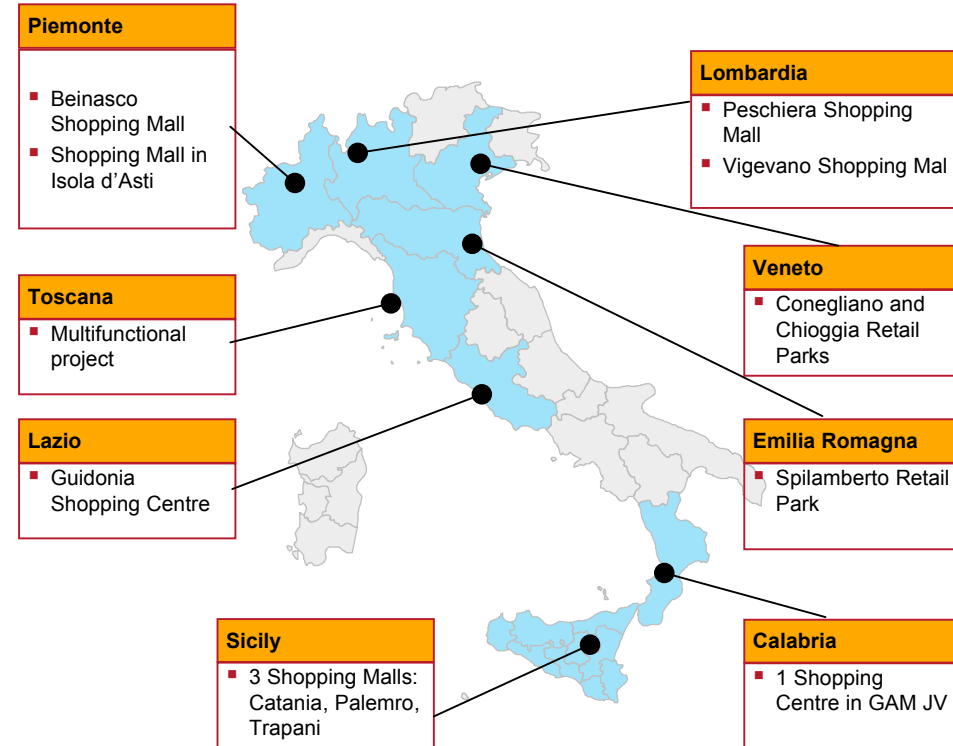 Piemonte
▪ Beinasco
Shopping Mall
▪ Shopping Mall in
Isola d’Asti
Lombardia
▪ Peschiera Shopping
Mall
▪ Vigevano Shopping Mal
Toscana
▪ Multifunctional
project
Veneto
▪ Conegliano and
Chioggia Retail
Parks
Lazio
▪ Guidonia
Shopping Centre
Emilia Romagna
▪ Spilamberto Retail
Park
Sicily
▪ 3 Shopping Malls:
Catania, Palemro,
Trapani
Calabria
▪ 1 Shopping
Centre in GAM JV